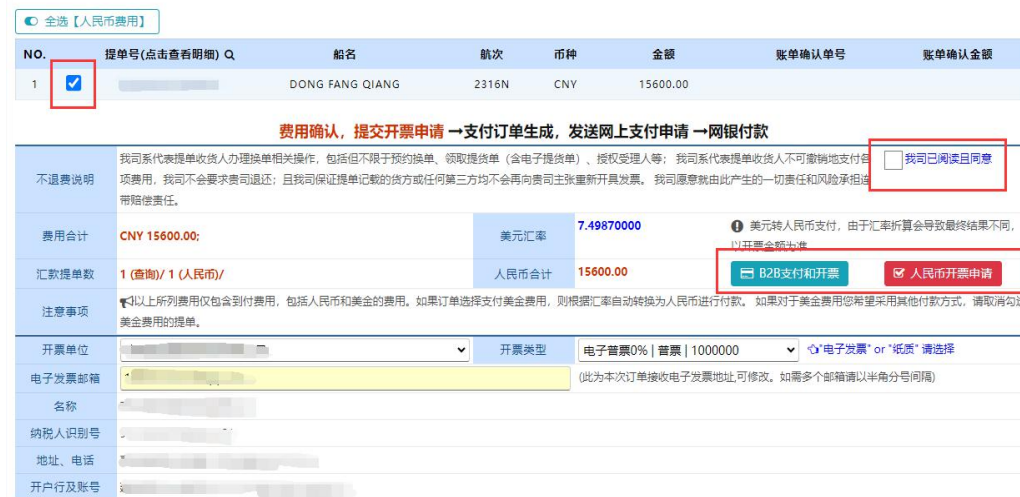 全选【人民币费用】
NO. 提单号(点击查看明细) 船名 航次 币种 金额 账单确认单号 账单确认金额
1 DONG FANG QIANG 2316N CNY 15600.00
费用确认，提交开票申请 →支付订单生成，发送网上支付申请 →网银付款
不退费说明
我司系代表提单收货人办理换单相关操作，包括但不限于预约换单、领取提货单（含电子提货单）、授权受理人等； 我司系代表提单收货人不可撤销地支付各
项费用，我司不会要求贵司退还；且我司保证提单记载的货方或任何第三方均不会再向贵司主张重新开具发票。 我司愿意就由此产生的一切责任和风险承担连
带赔偿责任。
我司已阅读且同意
费用合计 CNY 15600.00; 美元汇率 7.49870000
美元转人民币支付，由于汇率折算会导致最终结果不同，
以开票金额为准
汇款提单数 1 (查询)/ 1 (人民币)/ 人民币合计 15600.00 B2B支付和开票 人民币开票申请
注意事项
以上所列费用仅包含到付费用，包括人民币和美金的费用。如果订单选择支付美金费用，则根据汇率自动转换为人民币进行付款。 如果对于美金费用您希望采用其他付款方式，请取消勾选
美金费用的提单。
开票单位 开票类型 电子普票0% | 普票 | 1000000 "电子发票" or "纸质" 请选择
电子发票邮箱 (此为本次订单接收电子发票地址,可修改。如需多个邮箱请以半角分号间隔)
名称
纳税人识别号
地址、电话
开户行及账号